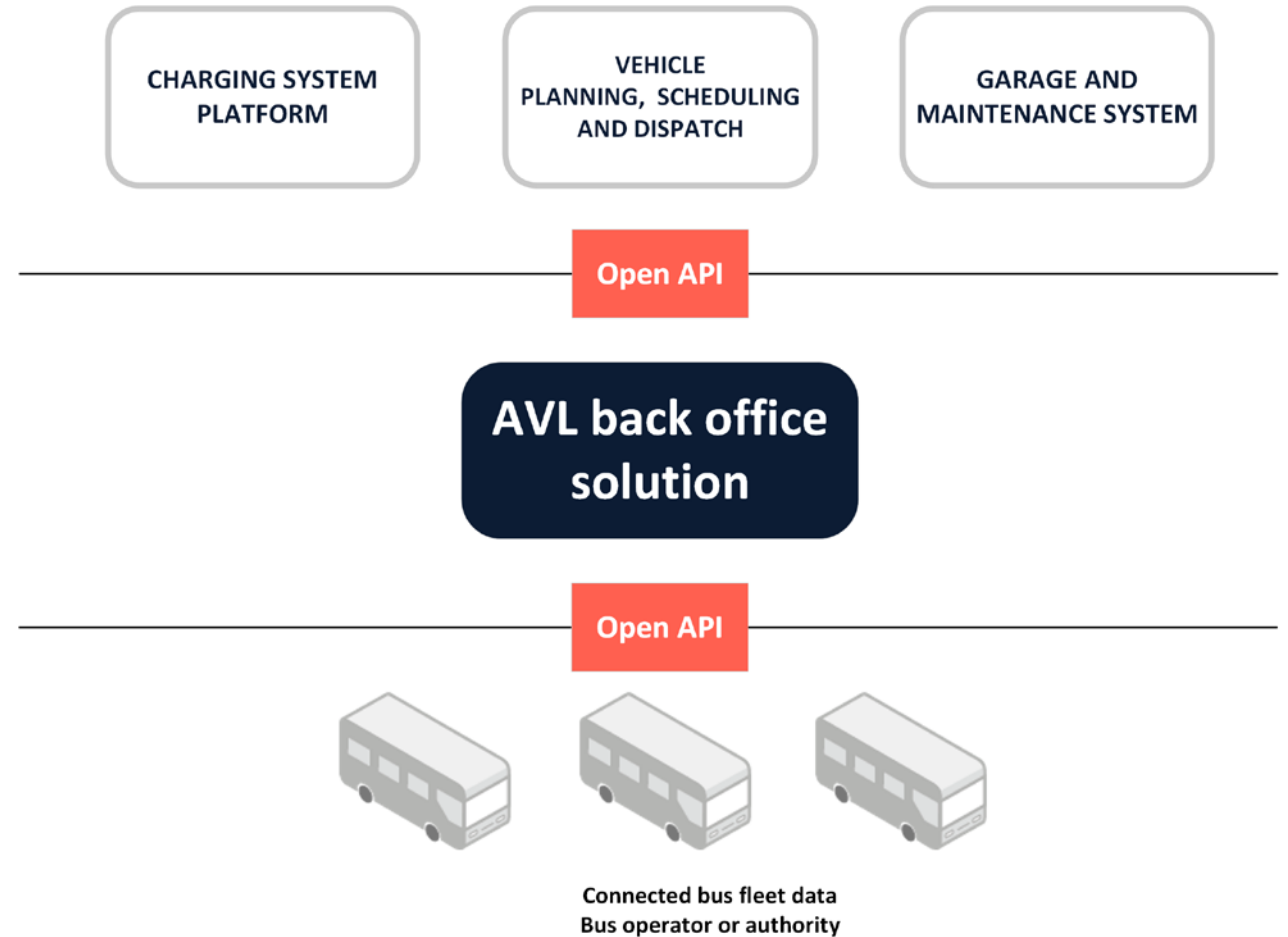 CHARGING SYSTEM
PLATFORM
VEHICLE
PLANNING, SCHEDULING
AND DISPATCH
GARAGE AND
MAINTENANCE SYSTEM
Open API
AVL back office
solution
Open API
Connected bus fleet data
Bus operator or authority